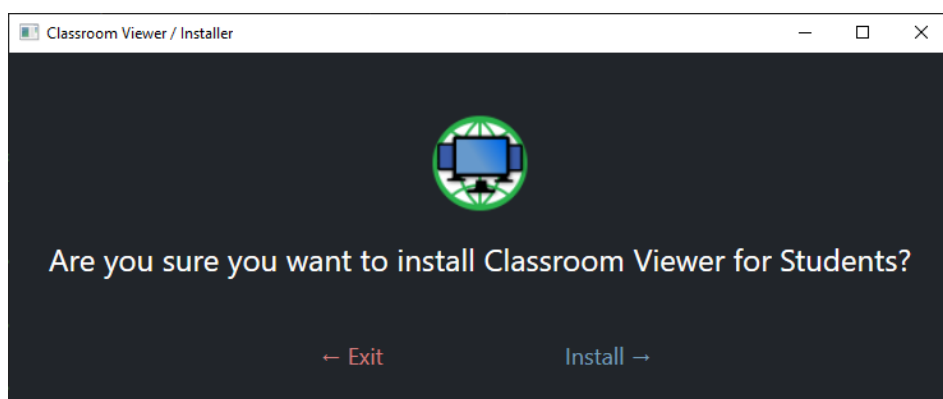 Classroom Viewer / Installer
Are you sure you want to install Classroom Viewer for Students?
← Exit
Install →